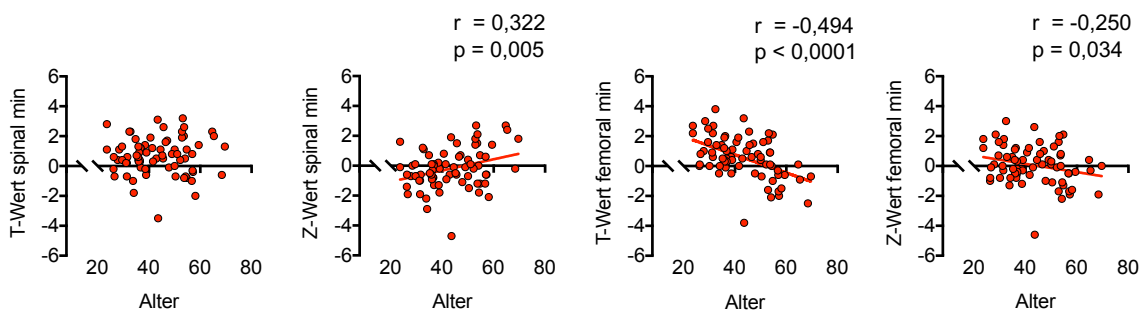 T-Wert spinal min
6
4
2
0
-2
-4
-6
20 40 60 80
Alter
r = 0,322
p = 0,005
Z-Wert spinal min
6
4
2
0
-2
-4
-6
20 40 60 80
Alter
r = -0,494
p < 0,0001
T-Wert femoral min
6
4
2
0
-2
-4
-6
20 40 60 80
Alter
r = -0,250
p = 0,034
Z-Wert femoral min
6
4
2
0
-2
-4
-6
20 40 60 80
Alter